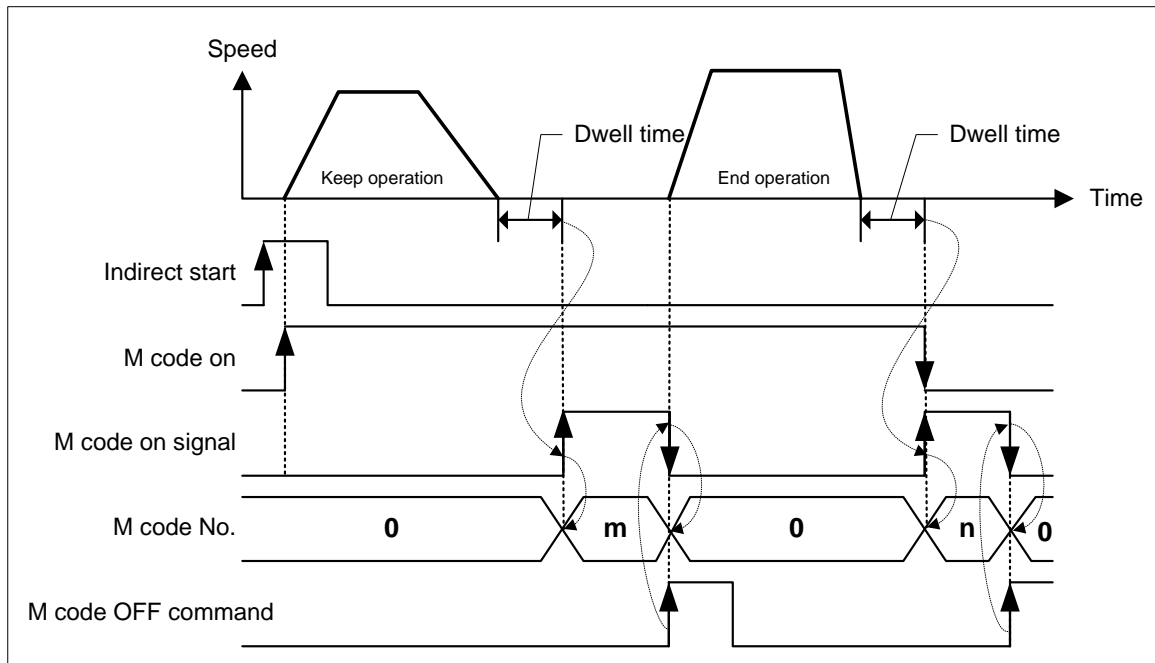 Speed
Dwell time
Dwell time
Keep operation
End operation
Time
Indirect start
M code on
M code on signal
M code No.
0
m
0
n
0
M code OFF command